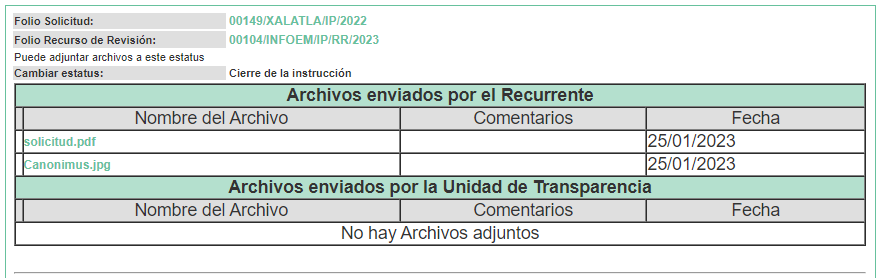 Folio Solicitud: 00149/XALATLA/IP/2022
Folio Recurso de Revisión: 00104/INFOEM/IP/RR/2023
Puede adjuntar archivos a este estatus
Cambiar estatus: Cierre de la instrucción
Archivos enviados por el Recurrente
Nombre del Archivo Comentarios Fecha
solicitud.pdf 25/01/2023
Canonimus.jpg 25/01/2023
Archivos enviados por la Unidad de Transparencia
Nombre del Archivo Comentarios Fecha
No hay Archivos adjuntos